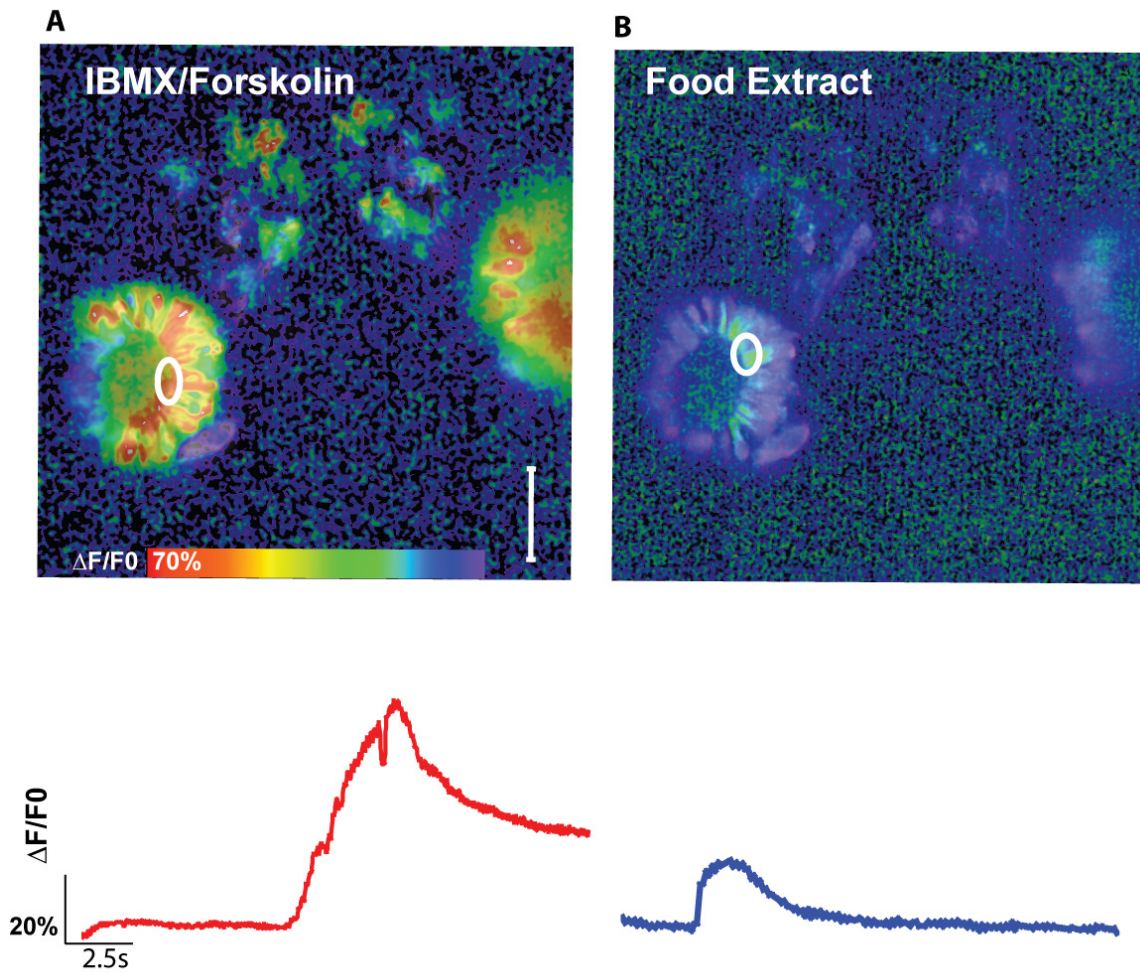 A
B
IBMX/Forskolin
Food Extract
ΔF/F0 70%
ΔF/F0
20%
2.5s